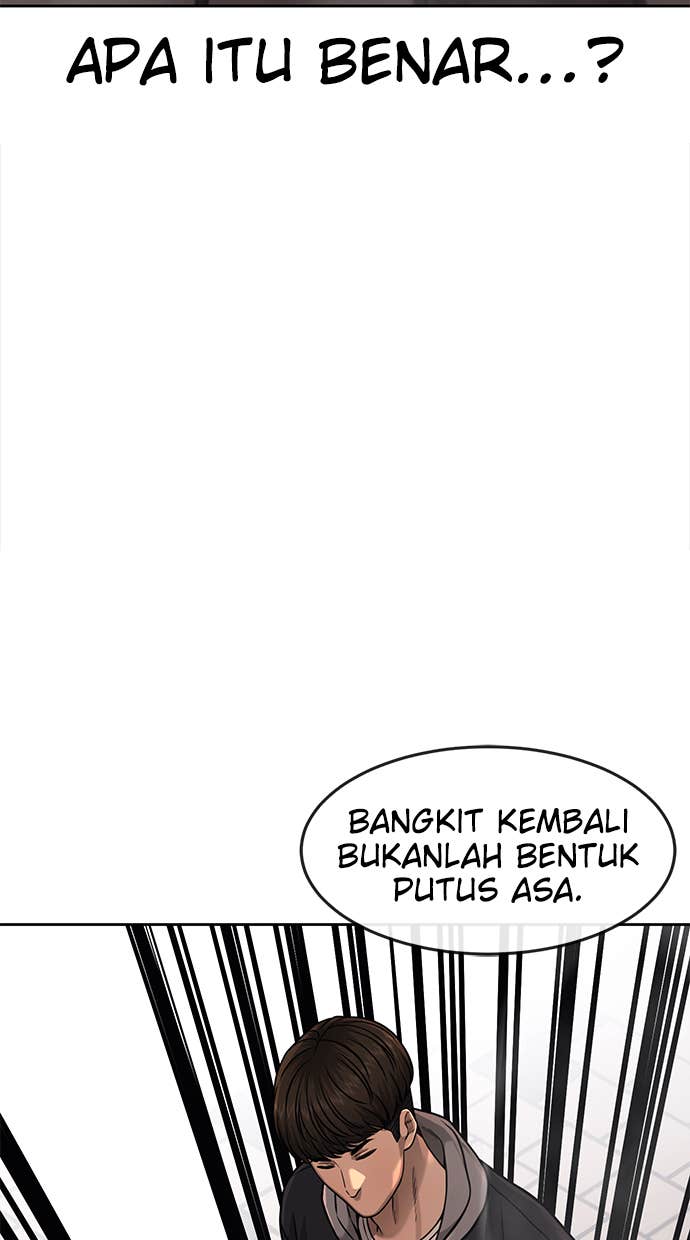 APA ITU BENAR...?
BANGKIT KEMBALI
BUKANLAH BENTUK
PUTUS ASA.